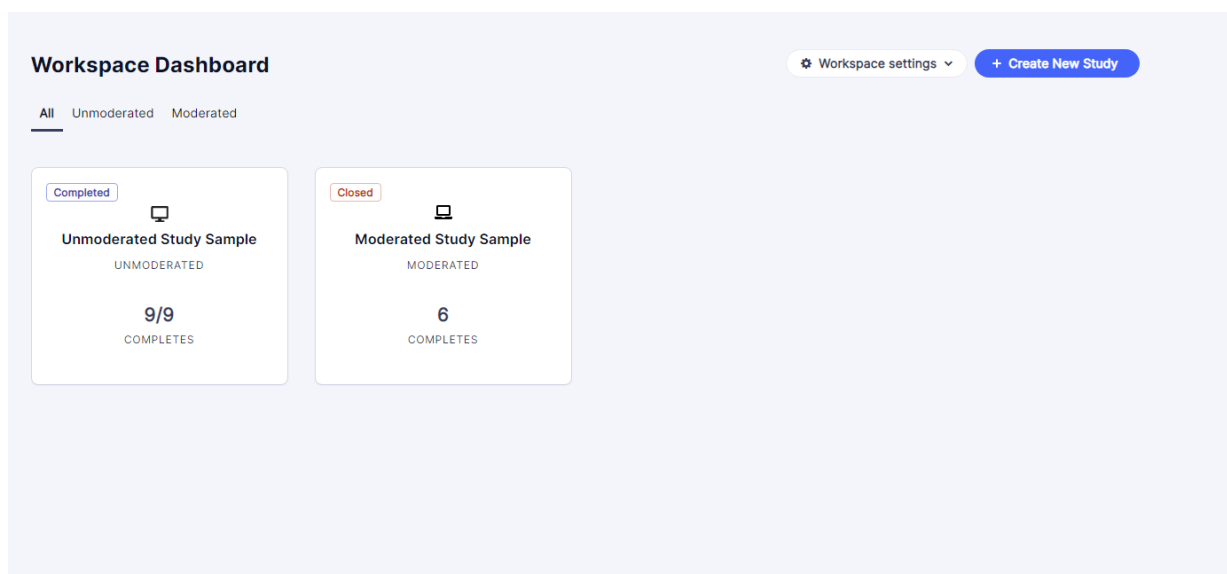 Workspace Dashboard
Workspace settings
+ Create New Study
All Unmoderated Moderated
Completed
Unmoderated Study Sample
UNMODERATED
9/9
COMPLETES
Closed
Moderated Study Sample
MODERATED
6
COMPLETES